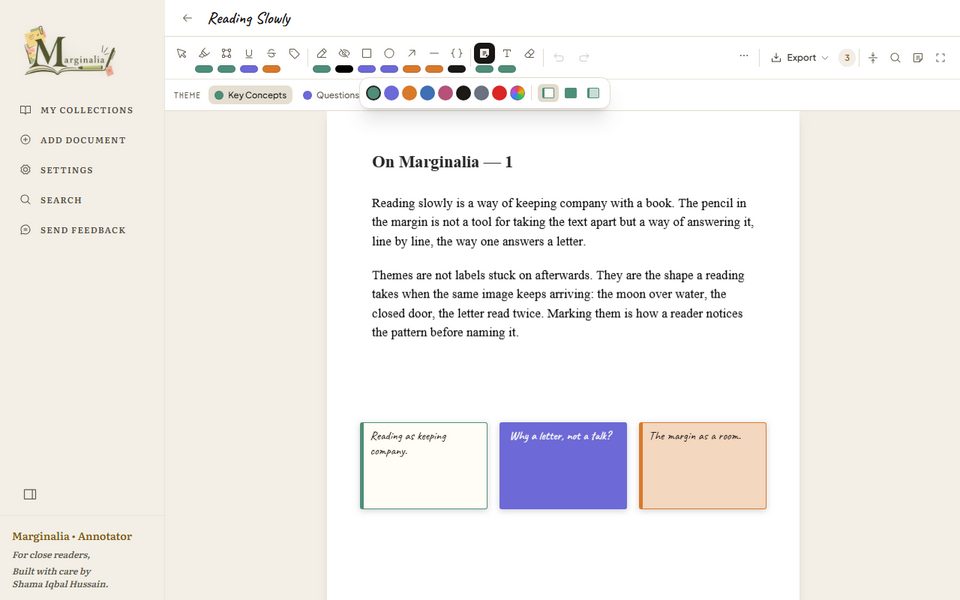 Marginalia
MY COLLECTIONS
ADD DOCUMENT
SETTINGS
SEARCH
SEND FEEDBACK
Marginalia • Annotator
For close readers,
Built with care by
Shama Iqbal Hussain.
Reading Slowly
U S T { }
... Export 3
THEME Key Concepts Questions
On Marginalia — 1
Reading slowly is a way of keeping company with a book. The pencil in
the margin is not a tool for taking the text apart but a way of answering it,
line by line, the way one answers a letter.
Themes are not labels stuck on afterwards. They are the shape a reading
takes when the same image keeps arriving: the moon over water, the
closed door, the letter read twice. Marking them is how a reader notices
the pattern before naming it.
Reading as keeping
company.
Why a letter, not a talk?
The margin as a room.